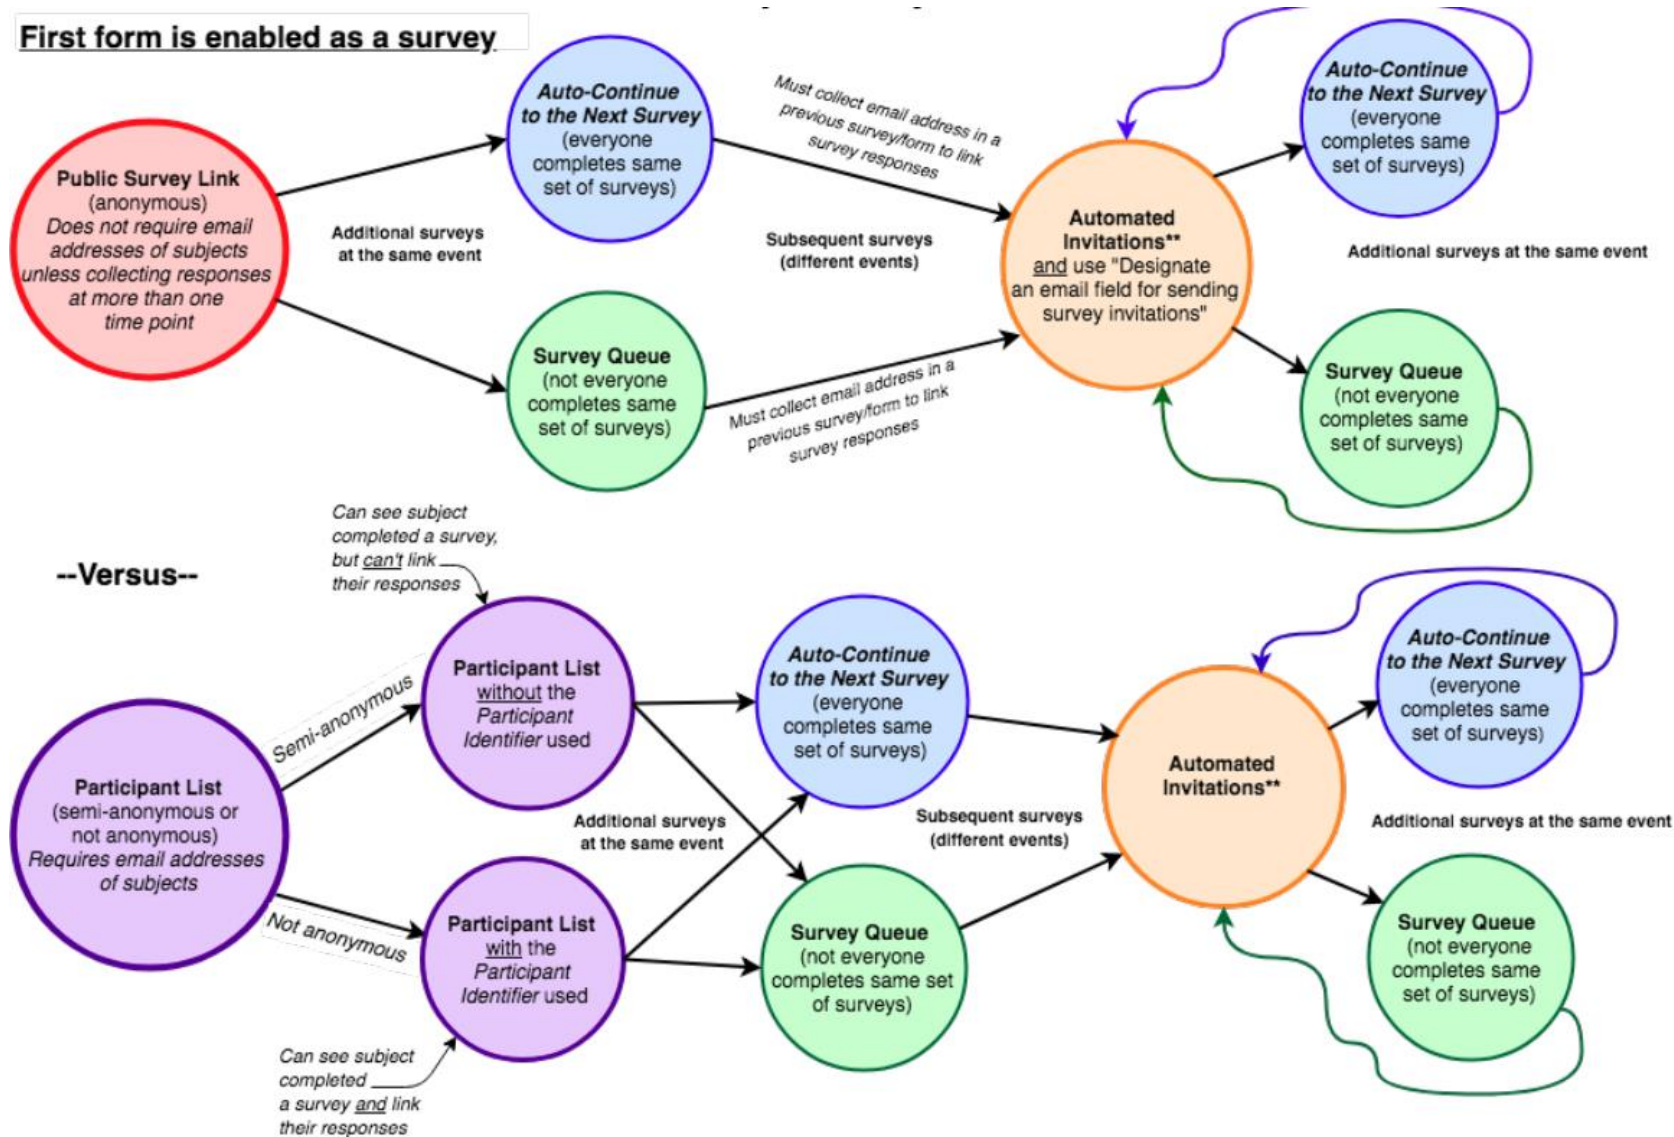 First form is enabled as a survey
Public Survey Link
(anonymous)
Does not require email
addresses of subjects
unless collecting responses
at more than one
time point
Auto-Continue
to the Next Survey
(everyone
completes same
set of surveys)
Additional surveys
at the same event
Survey Queue
(not everyone
completes same
set of surveys)
Must collect email address in a
previous survey/form to link
survey responses
Subsequent surveys
(different events)
Must collect email address in a
previous survey/form to link
survey responses
Automated
Invitations**
and use "Designate
an email field for sending
survey invitations"
Auto-Continue
to the Next Survey
(everyone
completes same
set of surveys)
Additional surveys at the same event
Survey Queue
(not everyone
completes same
set of surveys)
--Versus--
Can see subject
completed a survey,
but can't link
their responses
Participant List
(semi-anonymous or
not anonymous)
Requires email addresses
of subjects
Semi-anonymous
Not anonymous
Participant List
without the
Participant
Identifier used
Additional surveys
at the same event
Participant List
with the
Participant
Identifier used
Can see subject
completed
a survey and link
their responses
Auto-Continue
to the Next Survey
(everyone
completes same
set of surveys)
Subsequent surveys
(different events)
Survey Queue
(not everyone
completes same set
of surveys)
Automated
Invitations**
Auto-Continue
to the Next Survey
(everyone
completes same
set of surveys)
Additional surveys at the same event
Survey Queue
(not everyone
completes same
set of surveys)